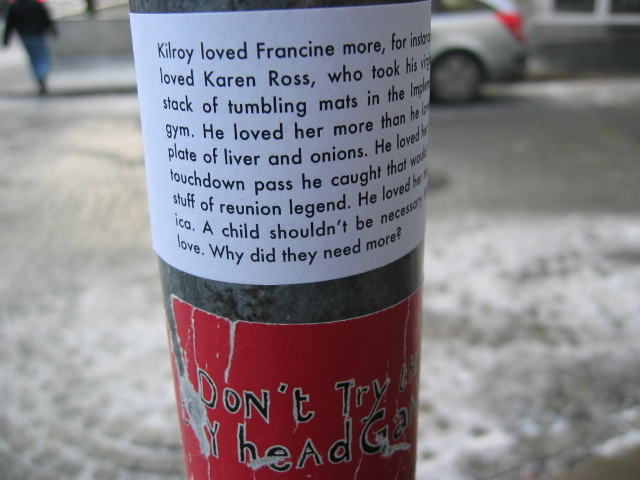 Kilroy loved Francine more, for
loved Karen Ross, who took his
stack of tumbling mats in the
gym. He loved her more than he
plate of liver and onions. He loved
touchdown pass he caught that
stuff of reunion legend. He loved her
ica. A child shouldn't be necessary
love. Why did they need more?
DON't Try
heAd